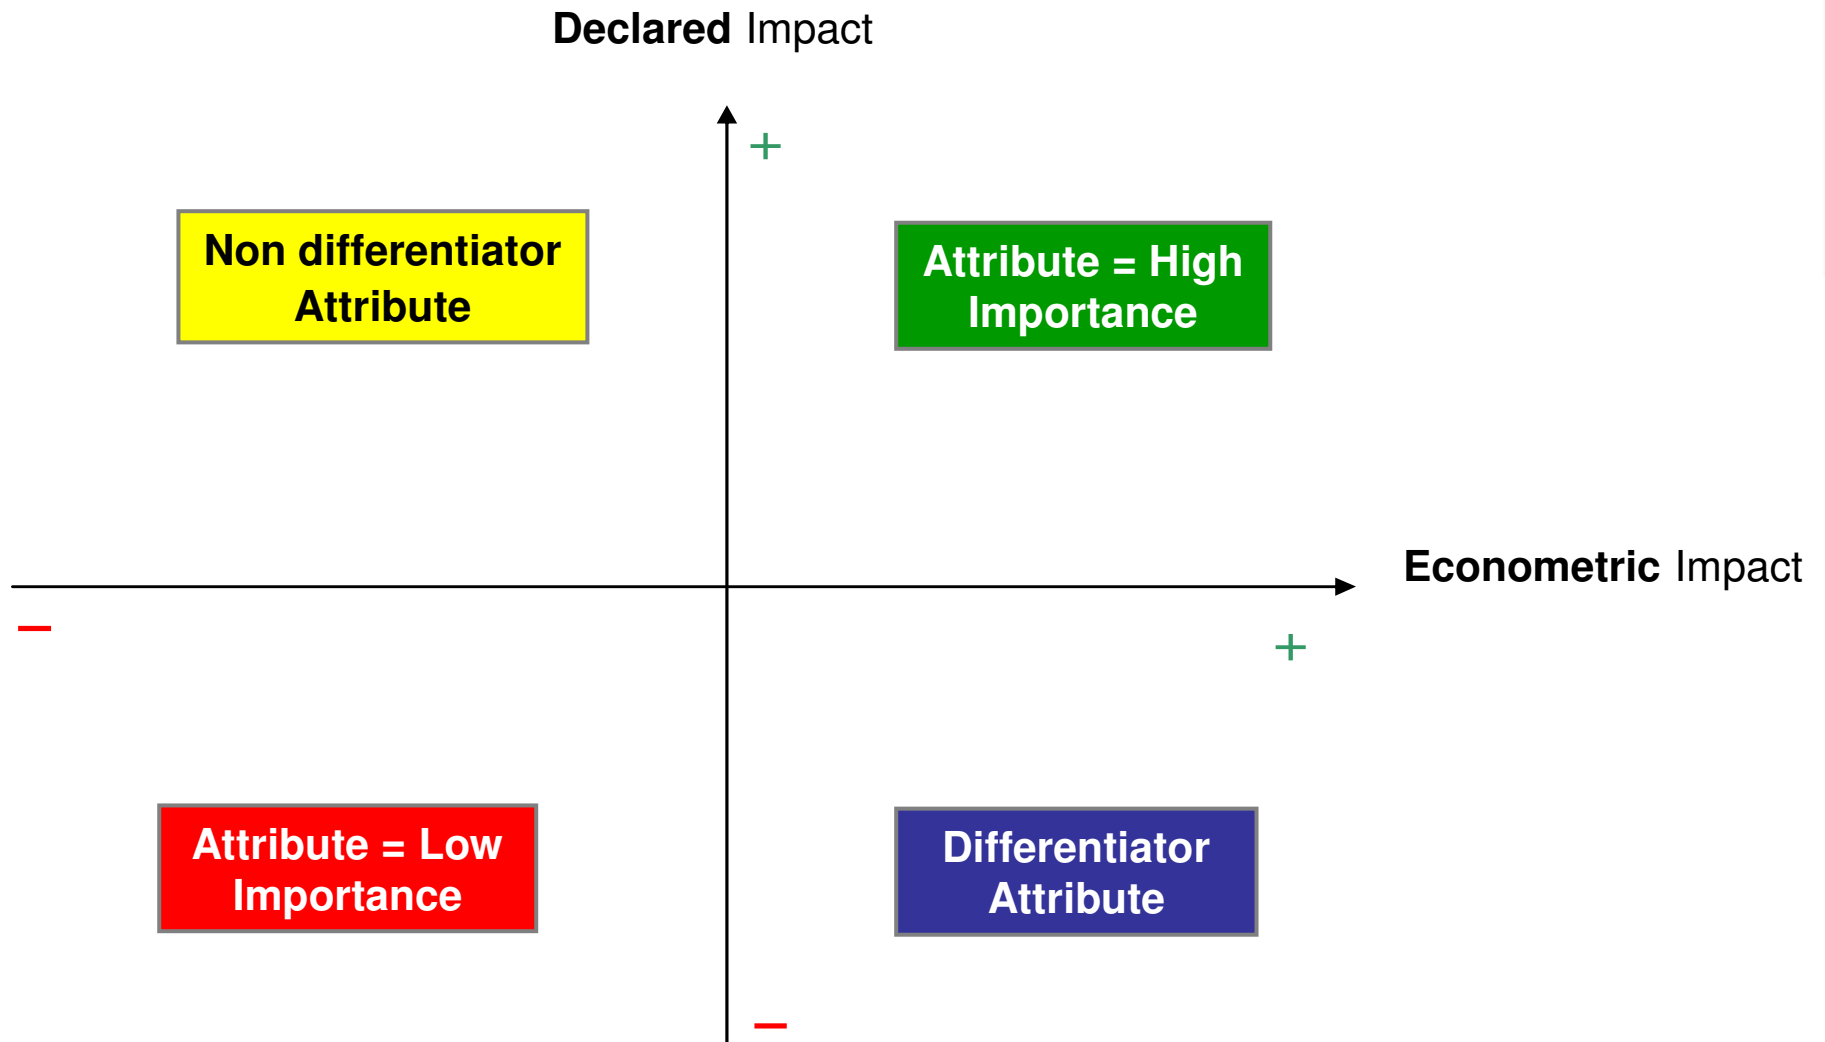 Declared Impact
+
Non differentiator
Attribute
Attribute = High
Importance
Econometric Impact
–
+
Attribute = Low
Importance
Differentiator
Attribute
–